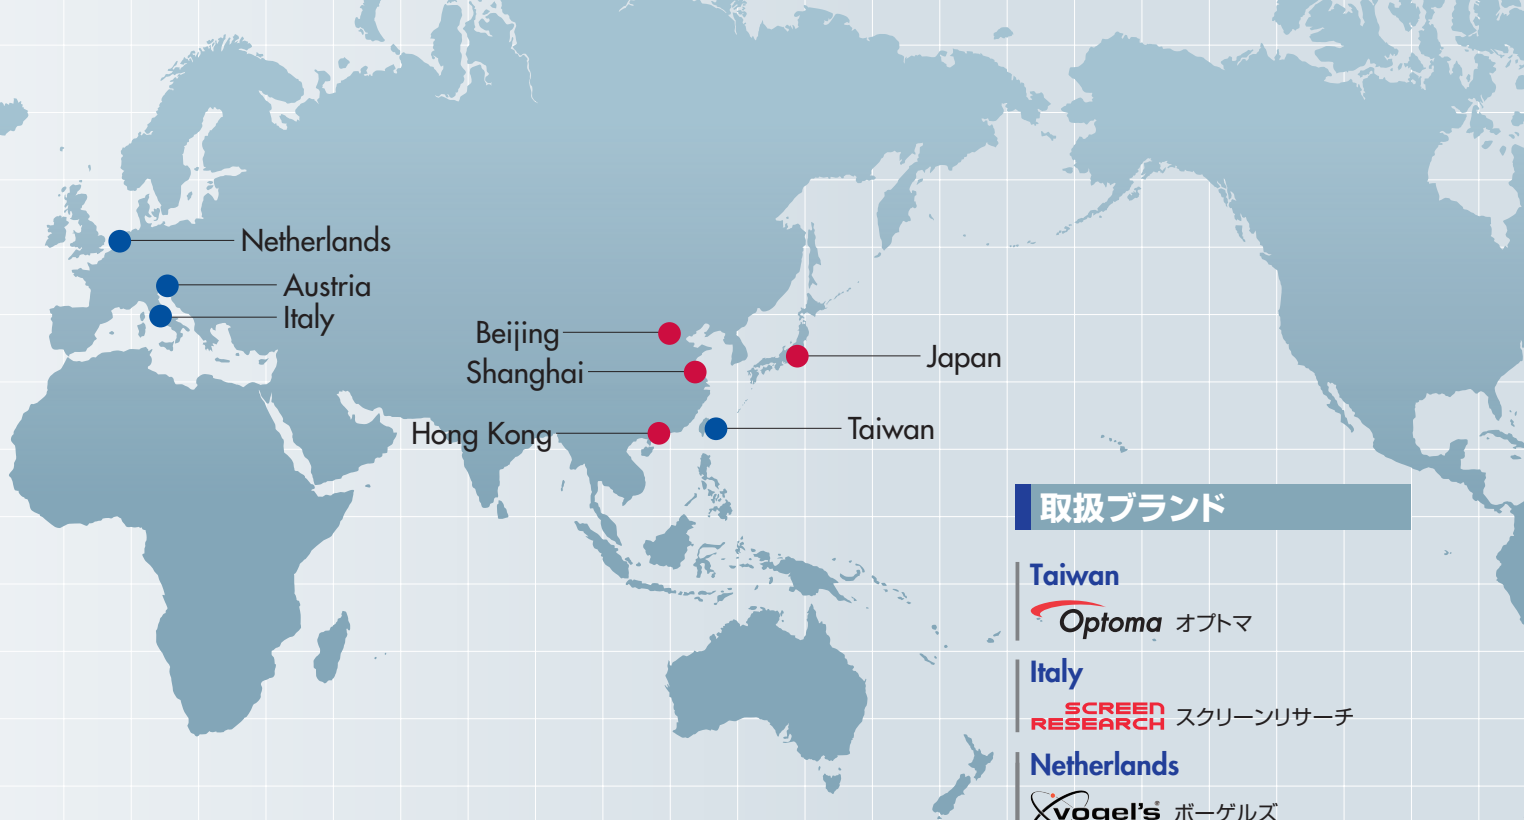 Netherlands
Austria
Italy
Beijing
Shanghai
Hong Kong
Japan
Taiwan
取扱ブランド
Taiwan
Optoma オプトマ
Italy
SCREEN
RESEARCH スクリーンリサーチ
Netherlands
vogel's® ボーゲルズ